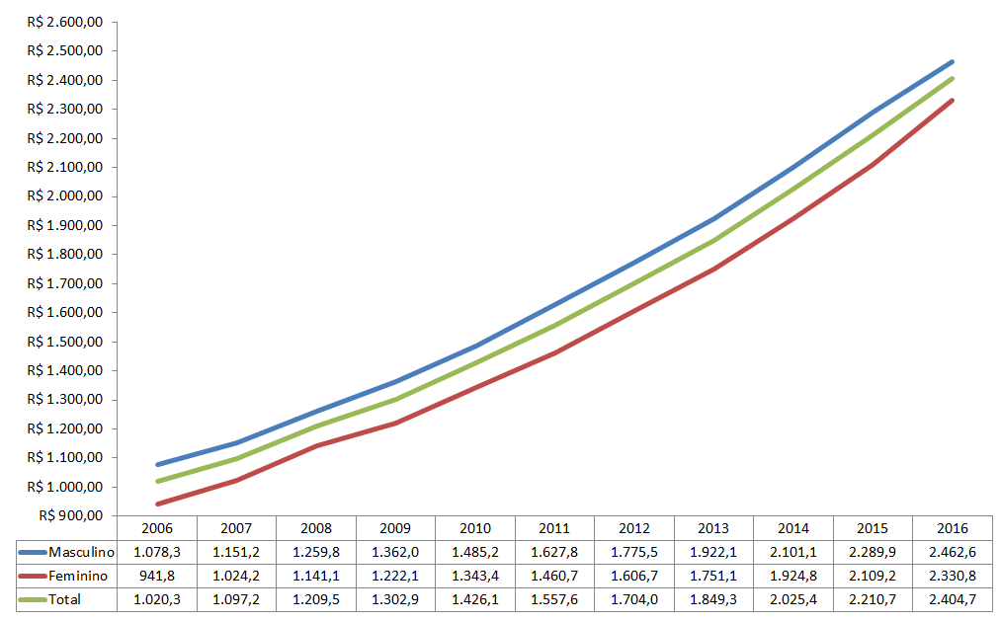 R$ 2.600,00
R$ 2.500,00
R$ 2.400,00
R$ 2.300,00
R$ 2.200,00
R$ 2.100,00
R$ 2.000,00
R$ 1.900,00
R$ 1.800,00
R$ 1.700,00
R$ 1.600,00
R$ 1.500,00
R$ 1.400,00
R$ 1.300,00
R$ 1.200,00
R$ 1.100,00
R$ 1.000,00
R$ 900,00
2006 2007 2008 2009 2010 2011 2012 2013 2014 2015 2016
Masculino 1.078,3 1.151,2 1.259,8 1.362,0 1.485,2 1.627,8 1.775,5 1.922,1 2.101,1 2.289,9 2.462,6
Feminino 941,8 1.024,2 1.141,1 1.222,1 1.343,4 1.460,7 1.606,7 1.751,1 1.924,8 2.109,2 2.330,8
Total 1.020,3 1.097,2 1.209,5 1.302,9 1.426,1 1.557,6 1.704,0 1.849,3 2.025,4 2.210,7 2.404,7